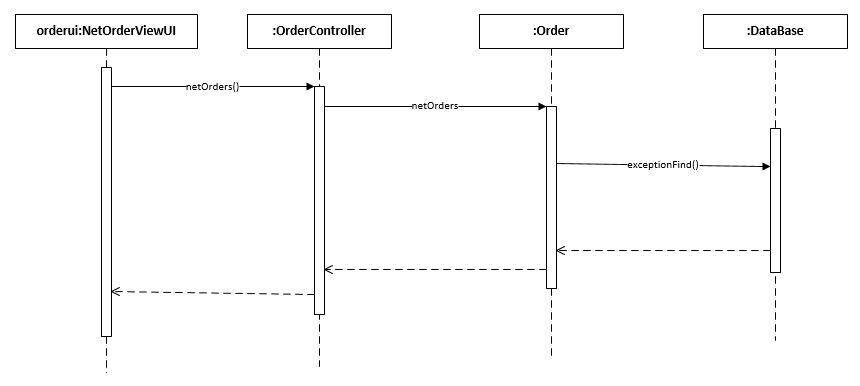 orderui:NetOrderViewUI
:OrderController
:Order
:DataBase
netOrders()
netOrders
exceptionFind()